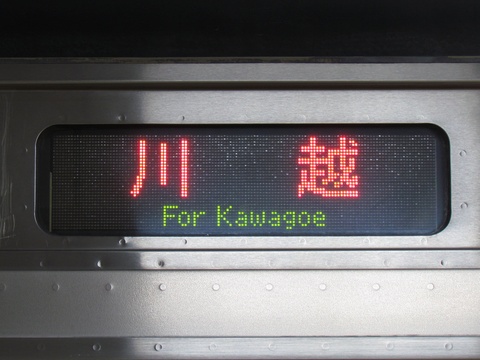 川越
For Kawagoe